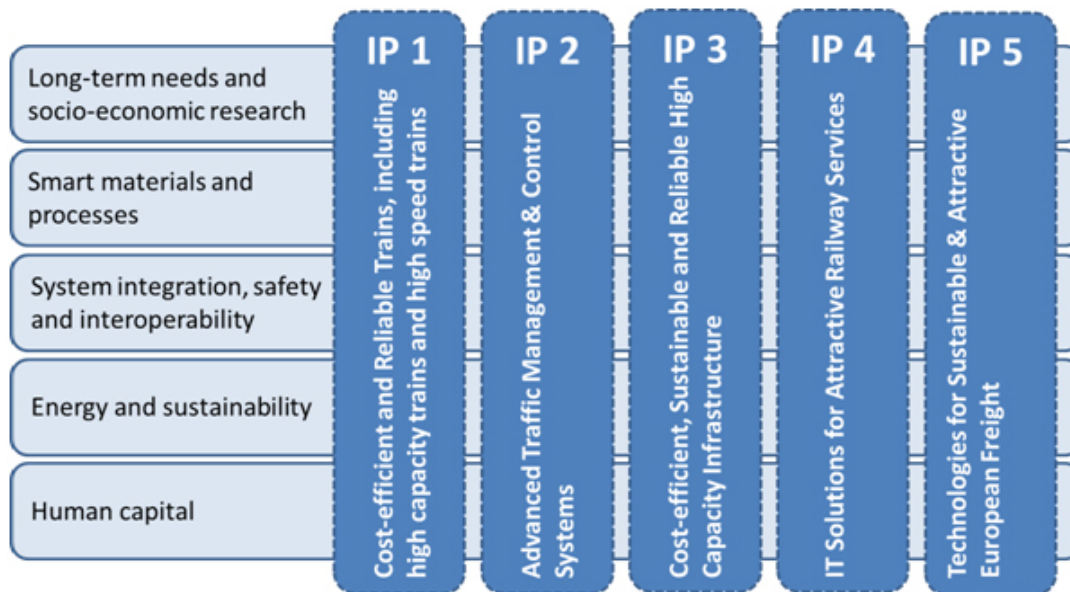 IP 1
IP 2
IP 3
IP 4
IP 5
Long-term needs and
socio-economic research
Smart materials and
processes
System integration, safety
and interoperability
Energy and sustainability
Human capital
Cost-efficient and Reliable Trains, including
high capacity trains and high speed trains
Advanced Traffic Management & Control
Systems
Cost-efficient, Sustainable and Reliable High
Capacity Infrastructure
IT Solutions for Attractive Railway Services
Technologies for Sustainable & Attractive
European Freight